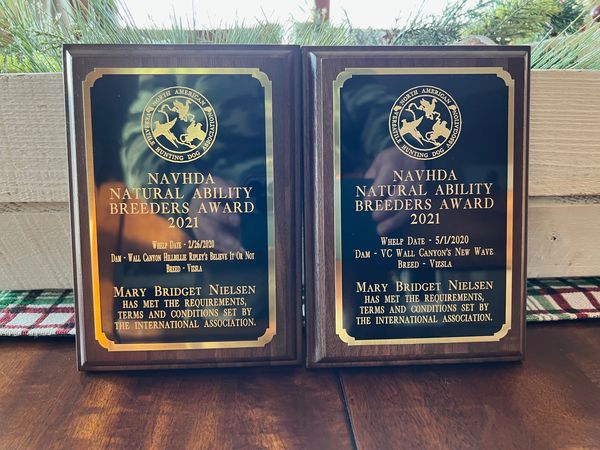 NORTH AMERICAN
VERSATILE HUNTING DOG ASSOCIATION
NAVHDA
NATURAL ABILITY
BREEDERS AWARD
2021
WHELP DATE - 2/26/2020
DAM - WALL CANYON HILLBILLIE RIPLEY'S BELIEVE IT OR NOT
BREED - VIZSLA
MARY BRIDGET NIELSEN
HAS MET THE REQUIREMENTS,
TERMS AND CONDITIONS SET BY
THE INTERNATIONAL ASSOCIATION.
NORTH AMERICAN
VERSATILE HUNTING DOG ASSOCIATION
NAVHDA
NATURAL ABILITY
BREEDERS AWARD
2021
WHELP DATE - 5/1/2020
DAM - VC WALL CANYON'S NEW WAVE
BREED - VIZSLA
MARY BRIDGET NIELSEN
HAS MET THE REQUIREMENTS,
TERMS AND CONDITIONS SET BY
THE INTERNATIONAL ASSOCIATION.